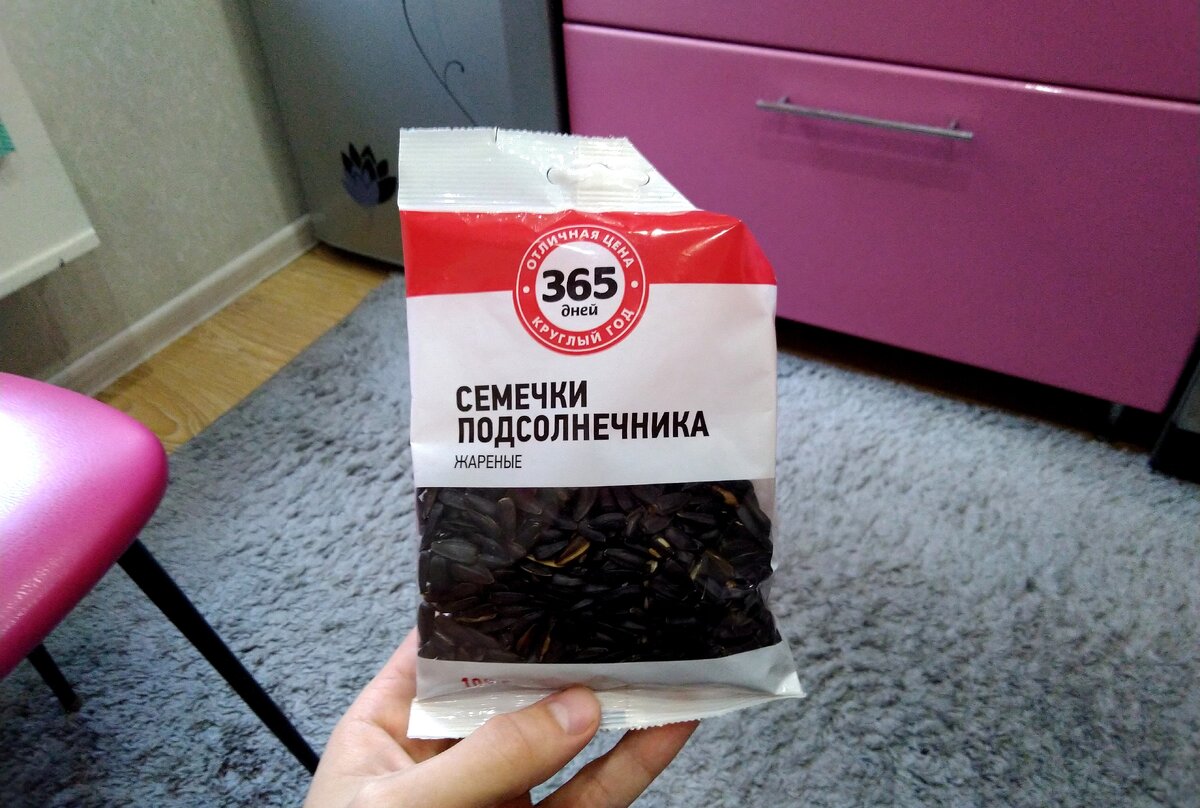 ОТЛИЧНАЯ ЦЕНА
365
дней
КРУГЛЫЙ ГОД
СЕМЕЧКИ
ПОДСОЛНЕЧНИКА
ЖАРЕНЫЕ